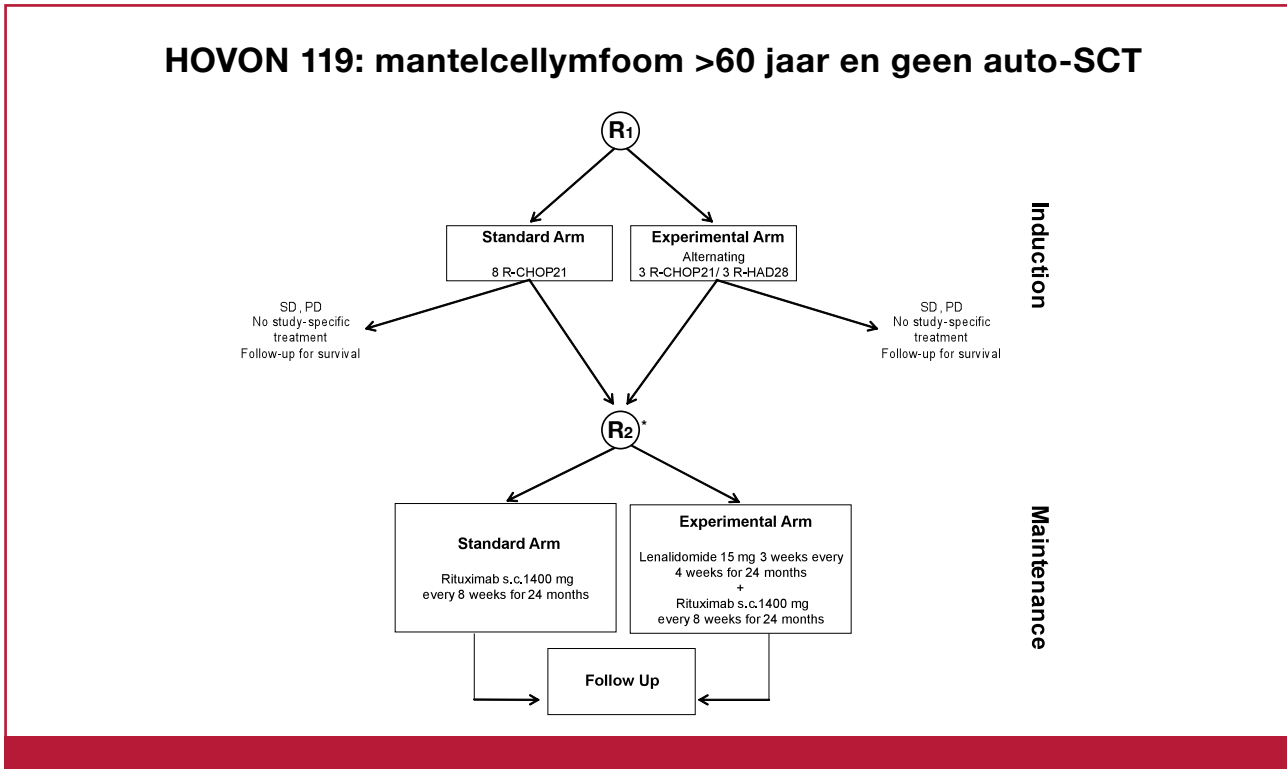 HOVON 119: mantelcellymfoom >60 jaar en geen auto-SCT
R1
Induction
Standard Arm
8 R-CHOP21
Experimental Arm
Alternating
3 R-CHOP21/ 3 R-HAD28
SD, PD
No study-specific
treatment
Follow-up for survival
SD, PD
No study-specific
treatment
Follow-up for survival
R2 *
Maintenance
Standard Arm
Rituximab s.c.1400 mg
every 8 weeks for 24 months
Experimental Arm
Lenalidomide 15 mg 3 weeks every
4 weeks for 24 months
+
Rituximab s.c.1400 mg
every 8 weeks for 24 months
Follow Up